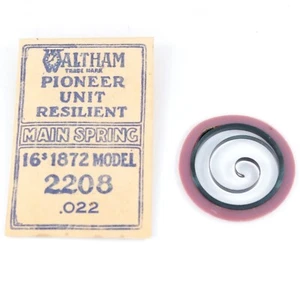 WALTHAM
TRADE MARK
PIONEER
UNIT
RESILIENT
MAIN SPRING
16s 1872 MODEL
2208
.022